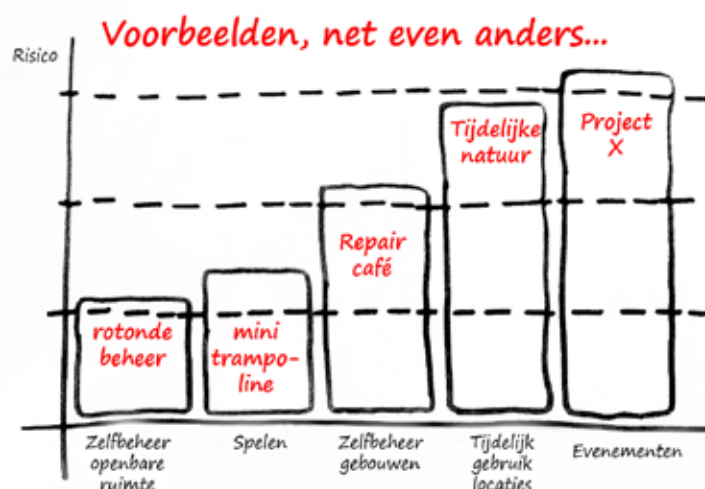 Voorbeelden, net even anders...
Risico
Tijdelijke
natuur
Project
X
Repair
café
rotonde
beheer
mini
trampo-
line
Zelfbeheer
openbare
ruimte
Spelen
Zelfbeheer
gebouwen
Tijdelijk
gebruik
locaties
Evenementen